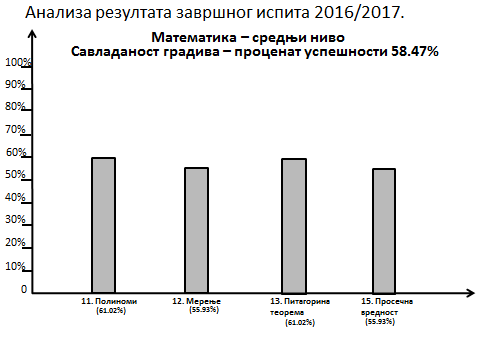 Анализа резултата завршног испита 2016/2017.
Математика – средњи ниво
Савладаност градива – проценат успешности 58.47%
100%
90%
80%
70%
60%
50%
40%
30%
20%
10%
0
11. Полиноми
(61.02%)
12. Мерење
(55.93%)
13. Питагорина
теорема
(61.02%)
15. Просечна
вредност
(55.93%)